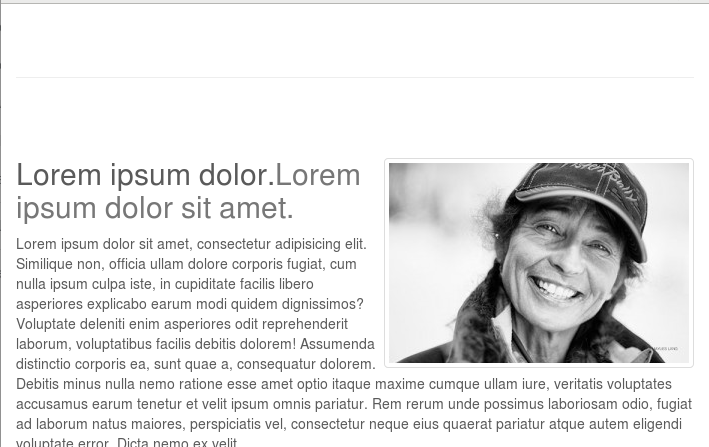 Lorem ipsum dolor.Lorem
ipsum dolor sit amet.
Lorem ipsum dolor sit amet, consectetur adipisicing elit.
Similique non, officia ullam dolore corporis fugiat, cum
nulla ipsum culpa iste, in cupiditate facilis libero
asperiores explicabo earum modi quidem dignissimos?
Voluptate deleniti enim asperiores odit reprehenderit
laborum, voluptatibus facilis debitis dolorem! Assumenda
distinctio corporis ea, sunt quae a, consequatur dolorem.
Debitis minus nulla nemo ratione esse amet optio itaque maxime cumque ullam iure, veritatis voluptates
accusamus earum tenetur et velit ipsum omnis pariatur. Rem rerum unde possimus laboriosam odio, fugiat
ad laborum natus maiores, perspiciatis vel, consectetur neque eius quaerat pariatur atque autem eligendi
voluptate error. Dicta nemo ex velit